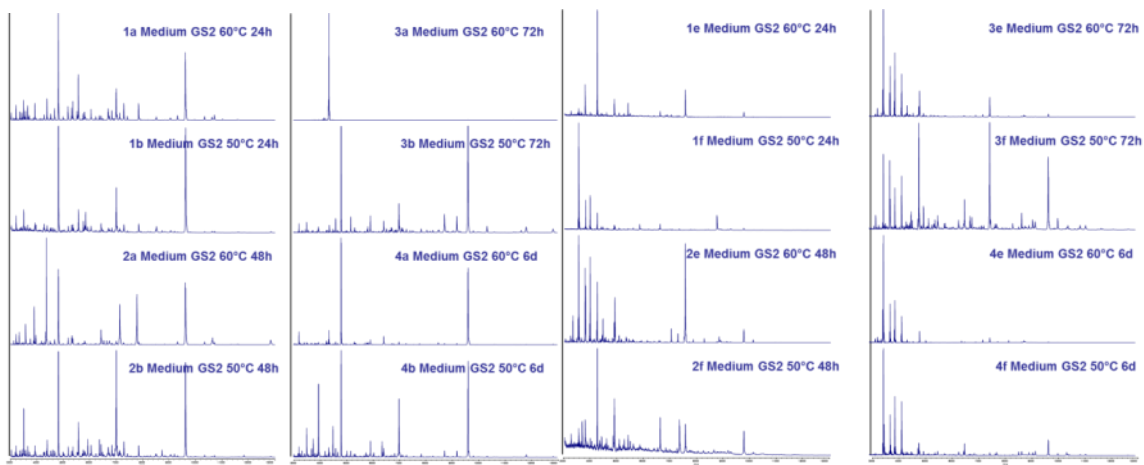 1a Medium GS2 60°C 24h
1b Medium GS2 50°C 24h
2a Medium GS2 60°C 48h
2b Medium GS2 50°C 48h
3a Medium GS2 60°C 72h
3b Medium GS2 50°C 72h
4a Medium GS2 60°C 6d
4b Medium GS2 50°C 6d
1e Medium GS2 60°C 24h
1f Medium GS2 50°C 24h
2e Medium GS2 60°C 48h
2f Medium GS2 50°C 48h
3e Medium GS2 60°C 72h
3f Medium GS2 50°C 72h
4e Medium GS2 60°C 6d
4f Medium GS2 50°C 6d